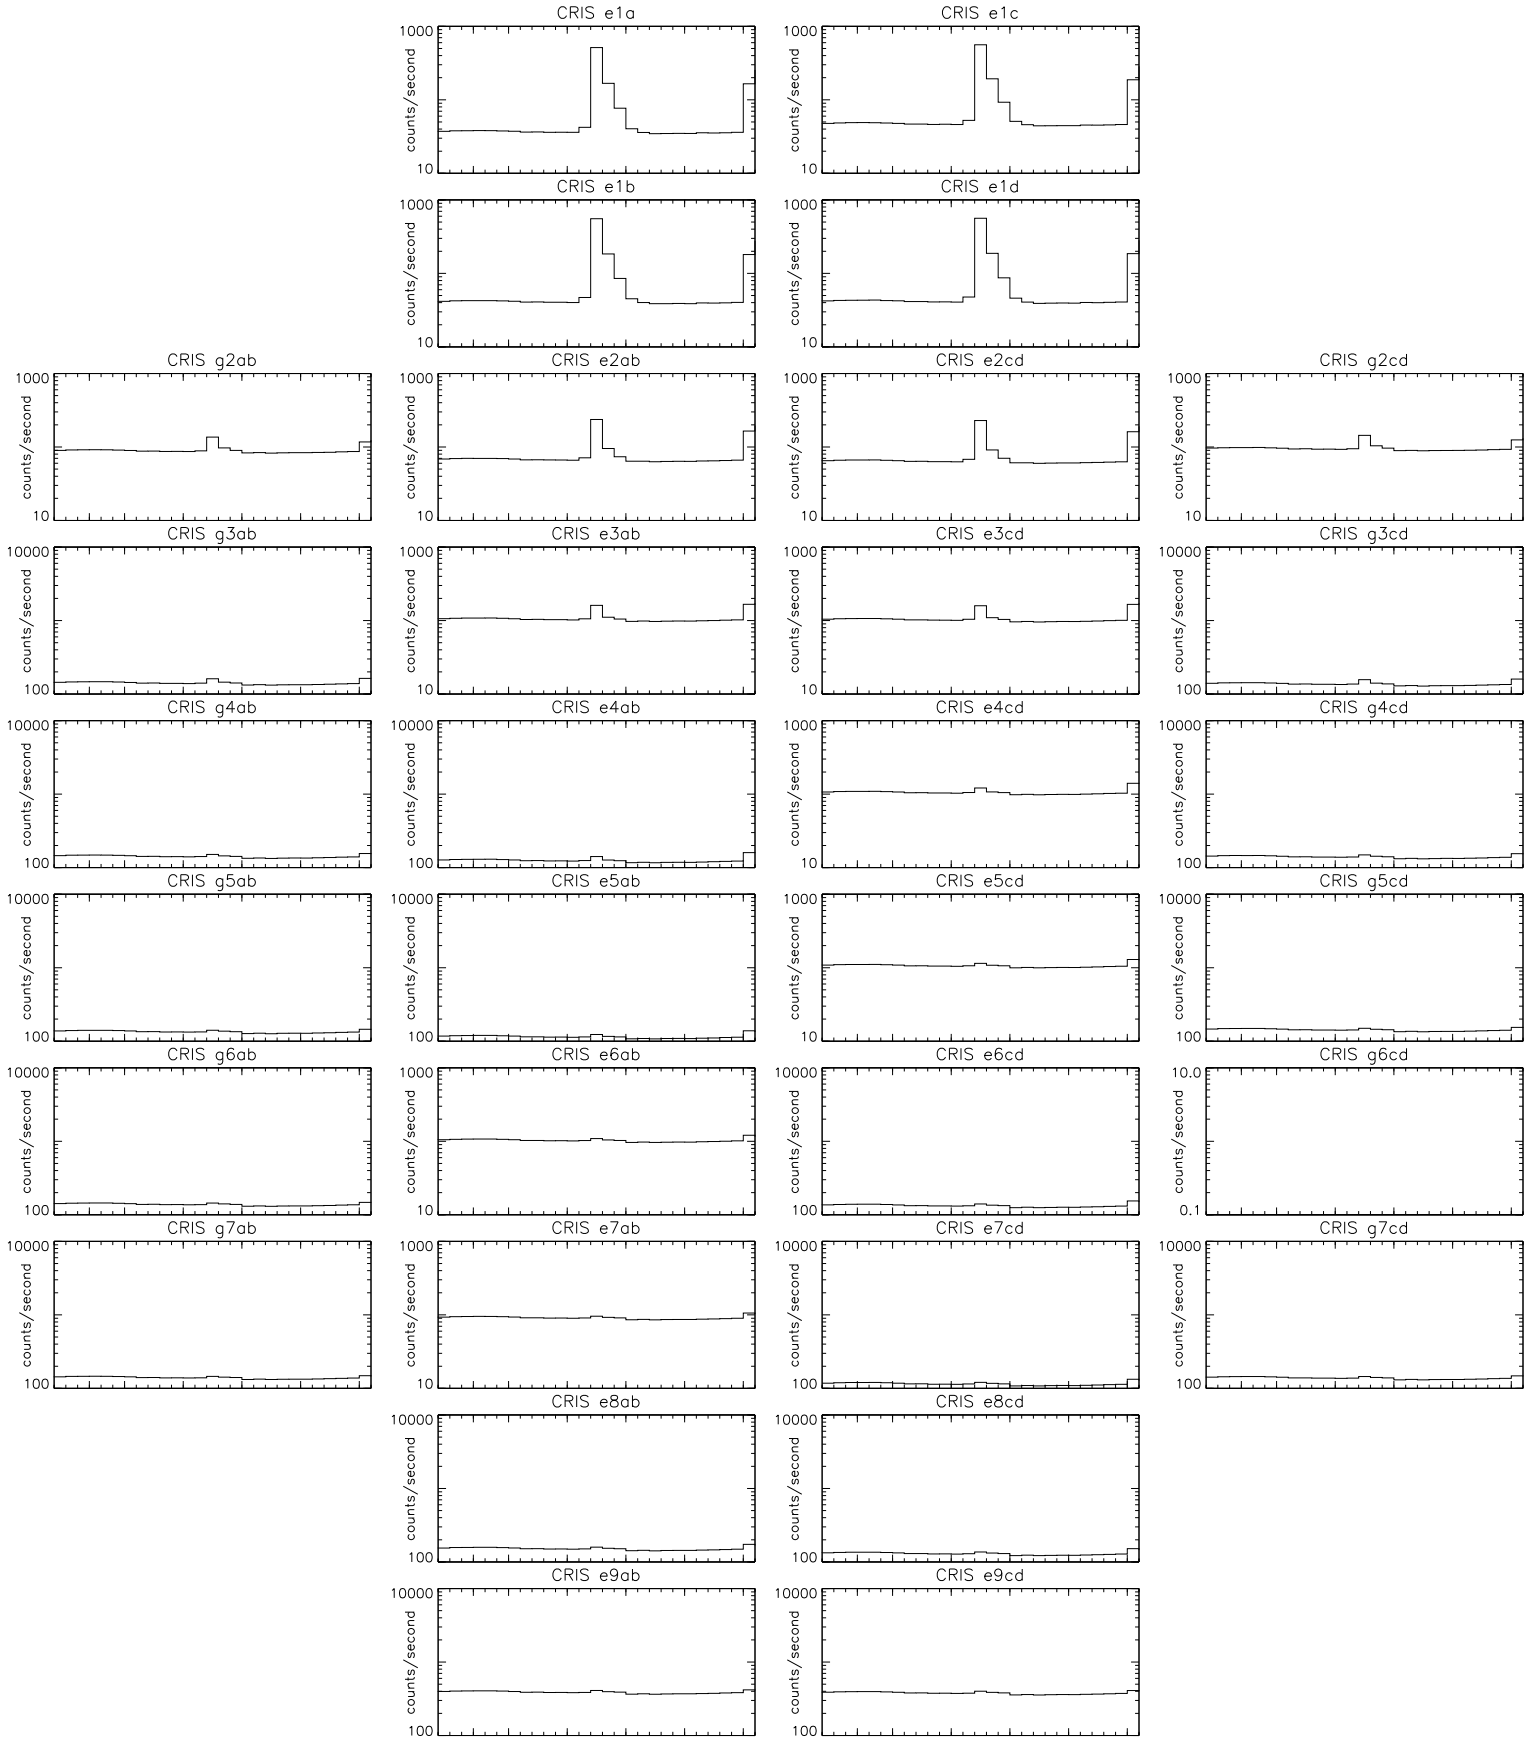 CRIS e1a
1000
counts/second
10
CRIS e1c
1000
counts/second
10
CRIS e1b
1000
counts/second
10
CRIS e1d
1000
counts/second
10
CRIS g2ab
1000
counts/second
10
CRIS e2ab
1000
counts/second
10
CRIS e2cd
1000
counts/second
10
CRIS g2cd
1000
counts/second
10
CRIS g3ab
10000
counts/second
100
CRIS e3ab
1000
counts/second
10
CRIS e3cd
1000
counts/second
10
CRIS g3cd
10000
counts/second
100
CRIS g4ab
10000
counts/second
100
CRIS e4ab
10000
counts/second
100
CRIS e4cd
1000
counts/second
10
CRIS g4cd
10000
counts/second
100
CRIS g5ab
10000
counts/second
100
CRIS e5ab
10000
counts/second
100
CRIS e5cd
1000
counts/second
10
CRIS g5cd
10000
counts/second
100
CRIS g6ab
10000
counts/second
100
CRIS e6ab
1000
counts/second
10
CRIS e6cd
10000
counts/second
100
CRIS g6cd
10.0
counts/second
0.1
CRIS g7ab
10000
counts/second
100
CRIS e7ab
1000
counts/second
10
CRIS e7cd
10000
counts/second
100
CRIS g7cd
10000
counts/second
100
CRIS e8ab
10000
counts/second
100
CRIS e8cd
10000
counts/second
100
CRIS e9ab
10000
counts/second
100
CRIS e9cd
10000
counts/second
100